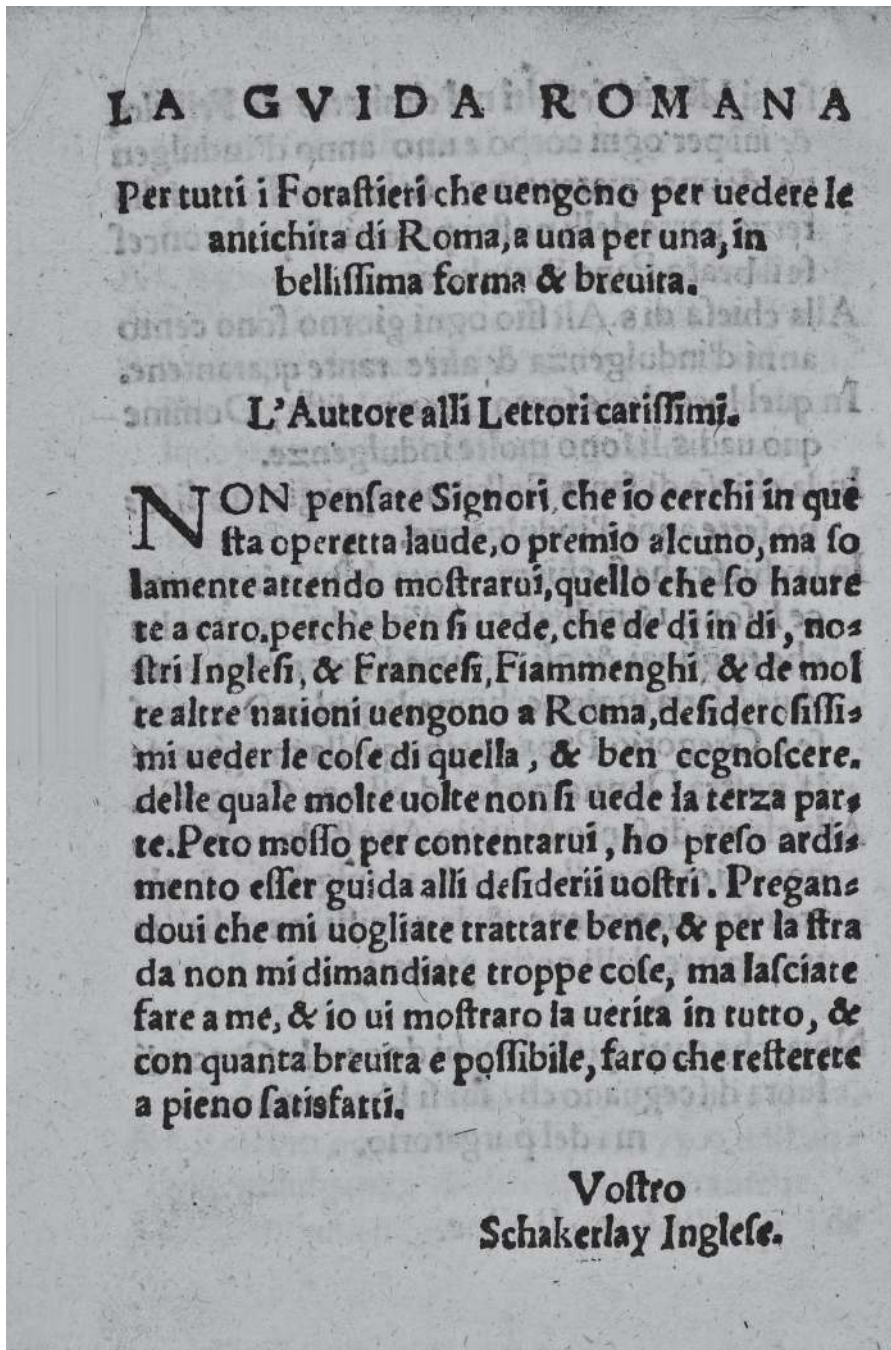 LA GVIDA ROMANA
Per tutti i Foraſtieri che uengono per uedere le
antichita di Roma, a una per una, in
belliſſima forma & breuita.
L'Auttore alli Lettori cariſſimi.
NON penſate Signori, che io cerchi in que
ſta operetta laude, o premio alcuno, ma ſo
lamente attendo moſtrarui, quello che ſo haure
te a caro. perche ben ſi uede, che de di in di, no⸗
ſtri Ingleſi, & Franceſi, Fiammenghi, & de mol
te altre nationi uengono a Roma, deſideroſiſſi⸗
mi ueder le coſe di quella, & ben cognoſcere.
delle quale molte uolte non ſi uede la terza par⸗
te. Pero moſſo per contentarui, ho preſo ardi⸗
mento eſſer guida alli deſiderii uoſtri. Pregan⸗
doui che mi uogliate trattare bene, & per la ſtra
da non mi dimandiate troppe coſe, ma laſciate
fare a me, & io ui moſtraro la uerita in tutto, &
con quanta breuita e poſſibile, faro che reſterete
a pieno ſatisfatti.
Voſtro
Schakerlay Ingleſe.